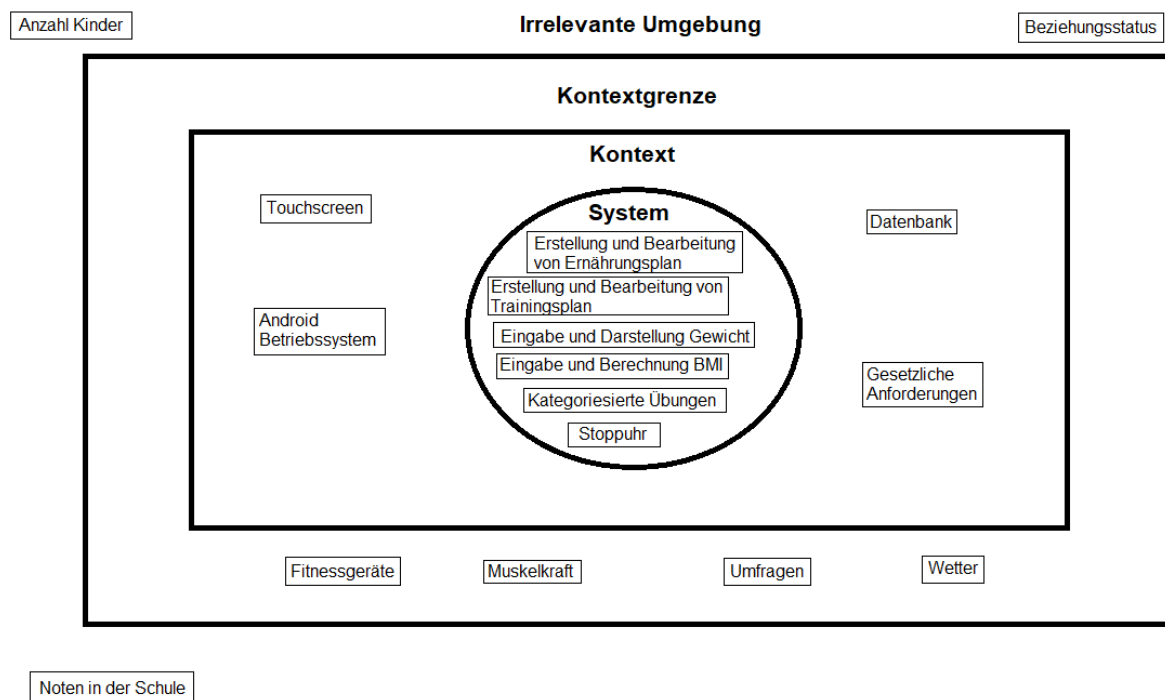 Anzahl Kinder
Irrelevante Umgebung
Beziehungsstatus
Kontextgrenze
Kontext
Touchscreen
System
Datenbank
Erstellung und Bearbeitung
von Ernährungsplan
Erstellung und Bearbeitung von
Trainingsplan
Android
Betriebssystem
Eingabe und Darstellung Gewicht
Eingabe und Berechnung BMI
Gesetzliche
Anforderungen
Kategoriesierte Übungen
Stoppuhr
Fitnessgeräte
Muskelkraft
Umfragen
Wetter
Noten in der Schule